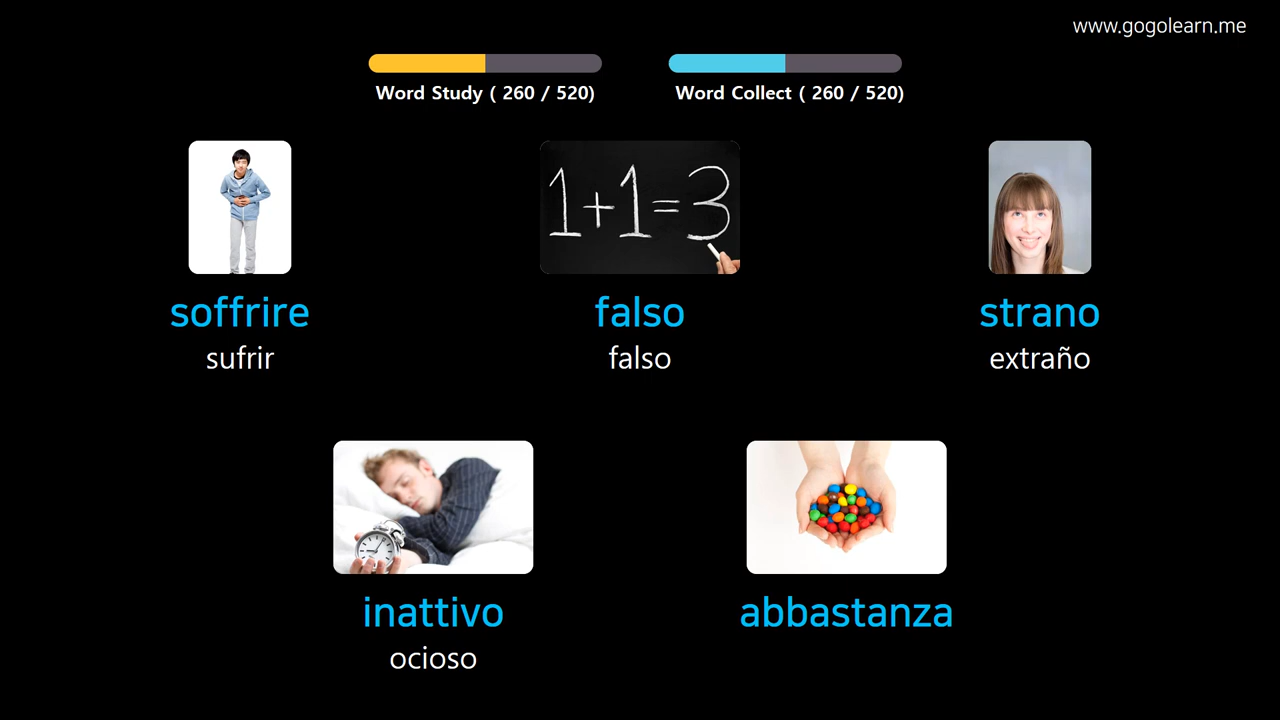 www.gogolearn.me
Word Study ( 260 / 520)
Word Collect ( 260 / 520)
1+1=3
soffrire
falso
strano
sufrir
falso
extraño
inattivo
abbastanza
ocioso